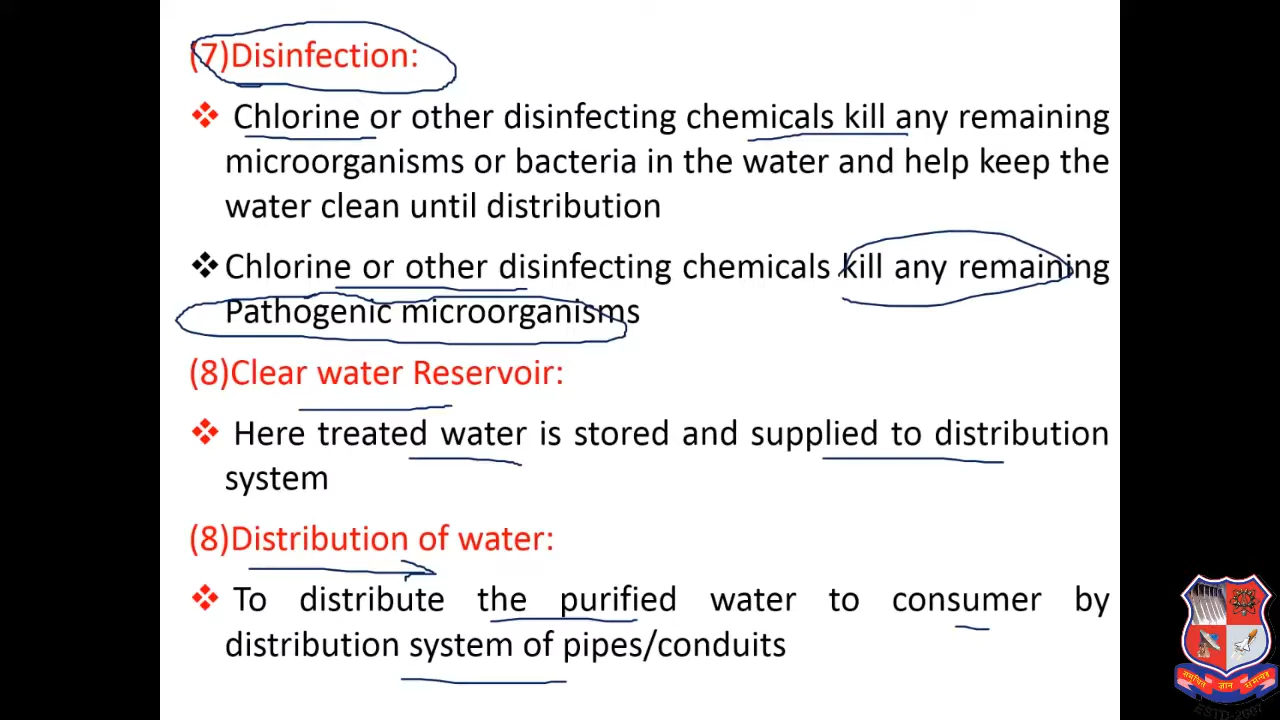 (7)Disinfection:
❖ Chlorine or other disinfecting chemicals kill any remaining
microorganisms or bacteria in the water and help keep the
water clean until distribution
❖Chlorine or other disinfecting chemicals kill any remaining
Pathogenic microorganisms
(8)Clear water Reservoir:
❖ Here treated water is stored and supplied to distribution
system
(8)Distribution of water:
❖ To distribute the purified water to consumer by
distribution system of pipes/conduits
ज्ञान